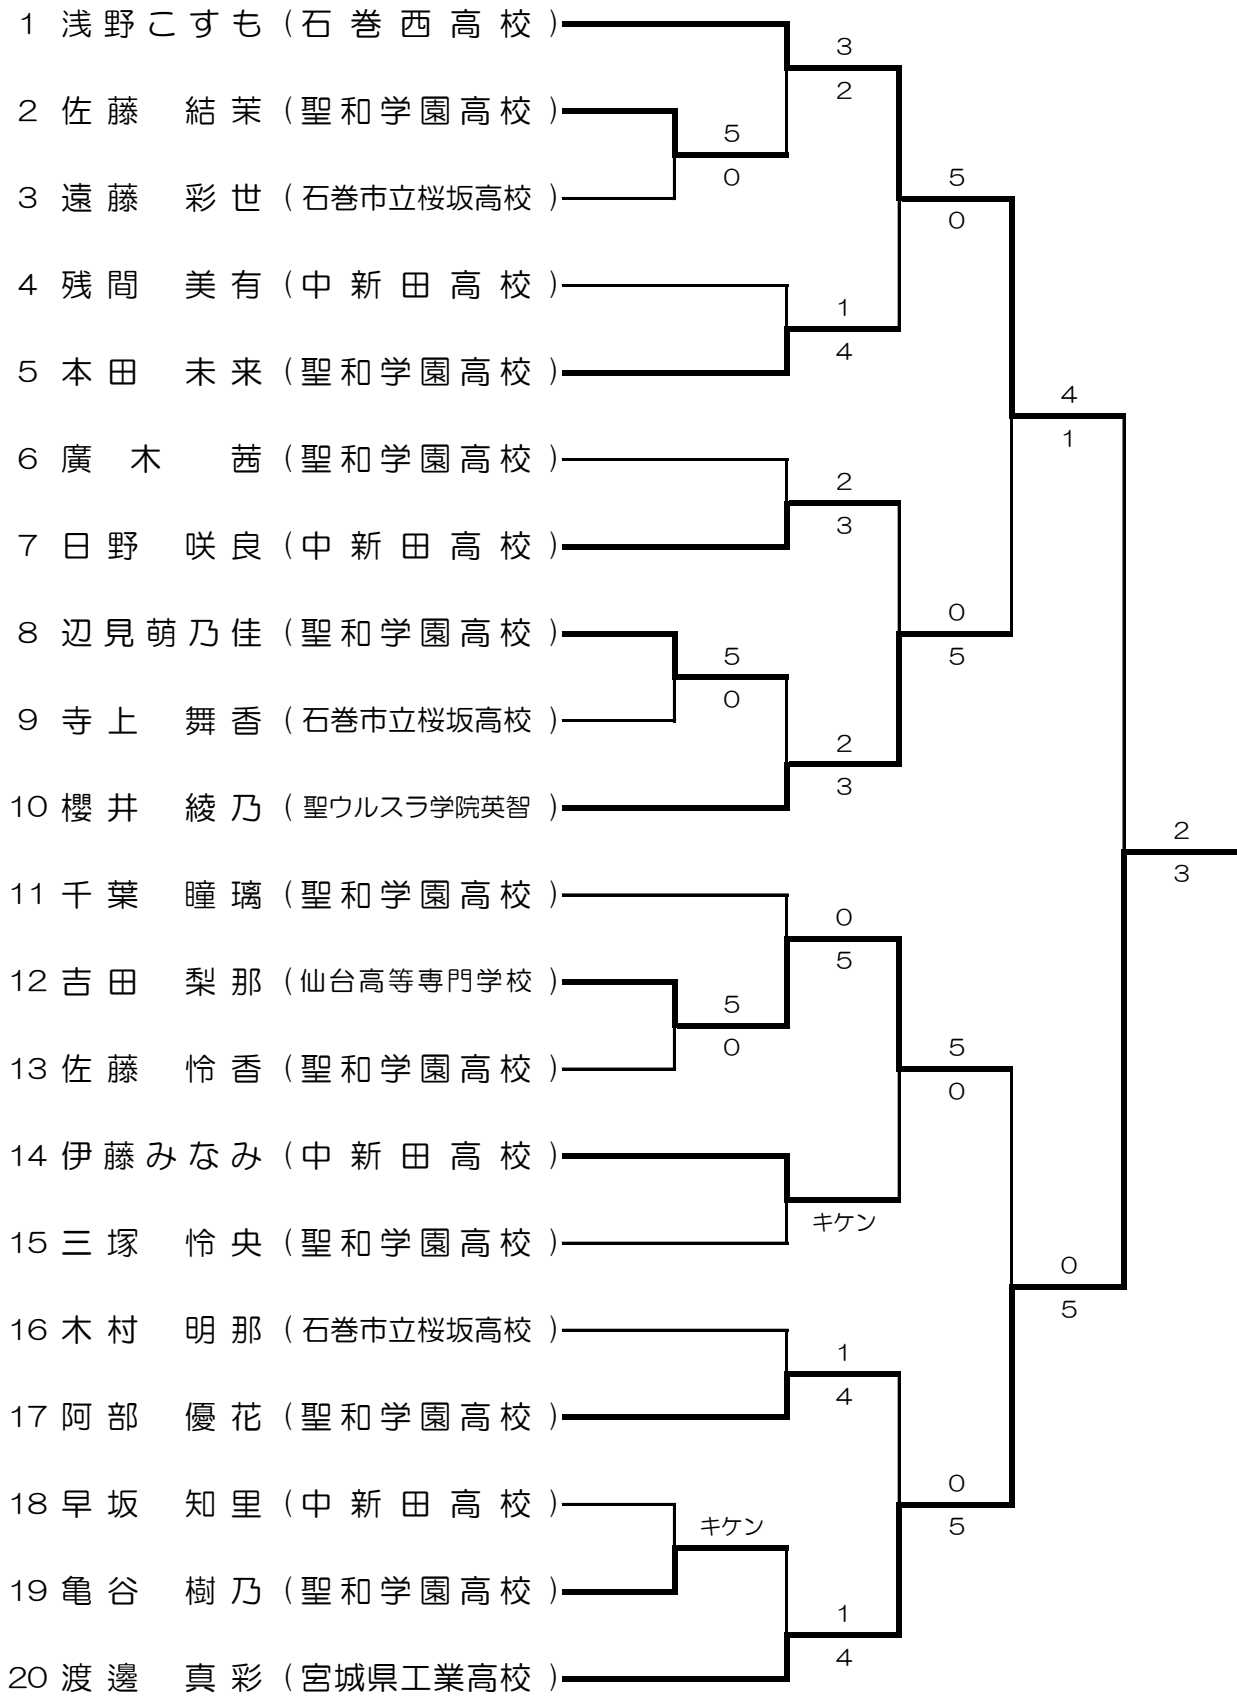 1 浅野こすも (石巻西高校)
3
2
2 佐藤 結茉 (聖和学園高校)
5
0
3 遠藤 彩世 (石巻市立桜坂高校)
5
0
4 残間 美有 (中新田高校)
1
4
5 本田 未来 (聖和学園高校)
4
1
6 廣木 茜 (聖和学園高校)
2
3
7 日野 咲良 (中新田高校)
0
5
8 辺見萌乃佳 (聖和学園高校)
5
0
9 寺上 舞香 (石巻市立桜坂高校)
2
3
10 櫻井 綾乃 (聖ウルスラ学院英智)
2
3
11 千葉 瞳璃 (聖和学園高校)
0
5
12 吉田 梨那 (仙台高等専門学校)
5
0
13 佐藤 怜香 (聖和学園高校)
5
0
14 伊藤みなみ (中新田高校)
キケン
15 三塚 怜央 (聖和学園高校)
0
5
16 木村 明那 (石巻市立桜坂高校)
1
4
17 阿部 優花 (聖和学園高校)
0
5
18 早坂 知里 (中新田高校)
キケン
19 亀谷 樹乃 (聖和学園高校)
1
4
20 渡邊 真彩 (宮城県工業高校)